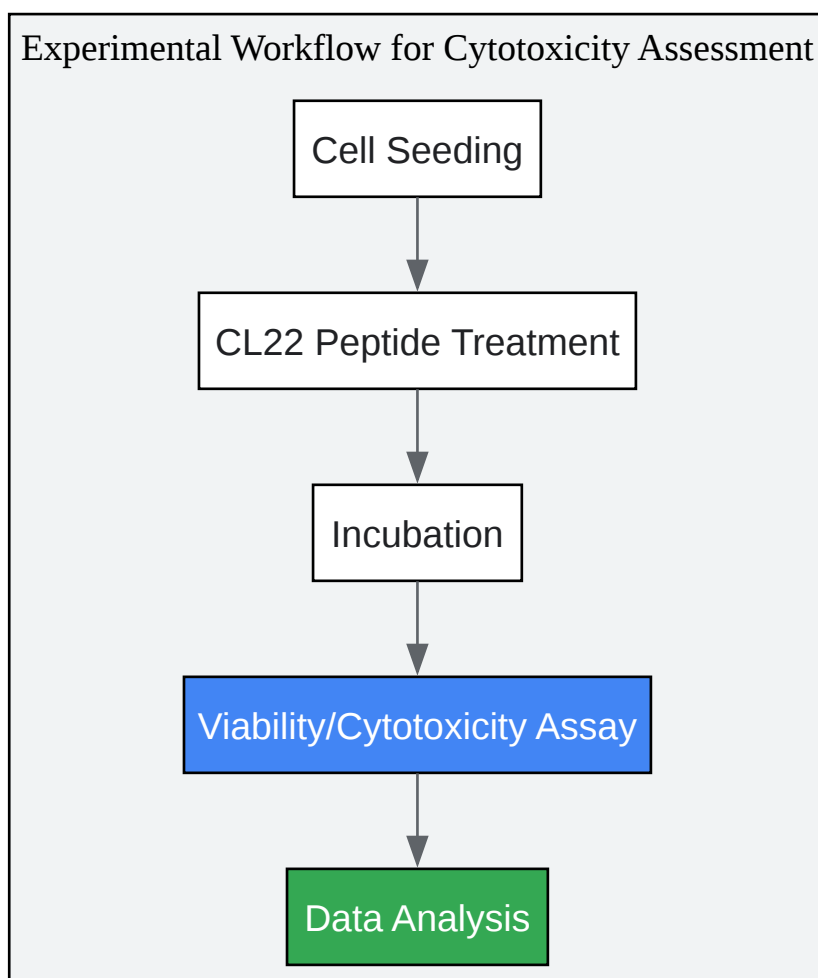 Experimental Workflow for Cytotoxicity Assessment
Cell Seeding
CL22 Peptide Treatment
Incubation
Viability/Cytotoxicity Assay
Data Analysis